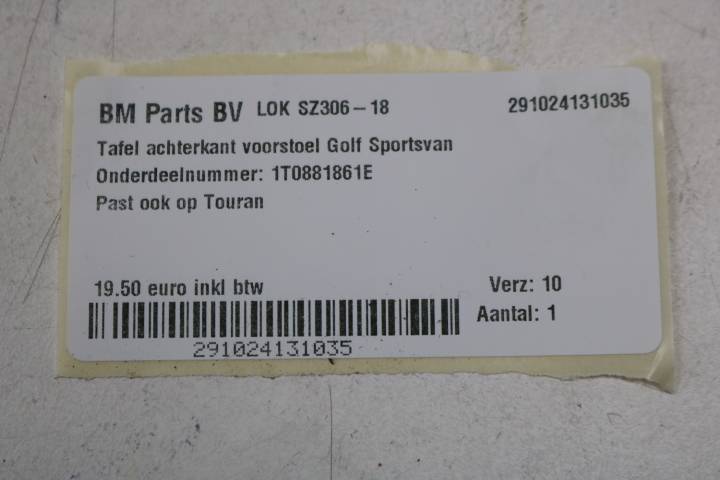 BM Parts BV LOK SZ306-18 291024131035
Tafel achterkant voorstoel Golf Sportsvan
Onderdeelnummer: 1T0881861E
Past ook op Touran
19.50 euro inkl btw Verz: 10
Aantal: 1
291024131035